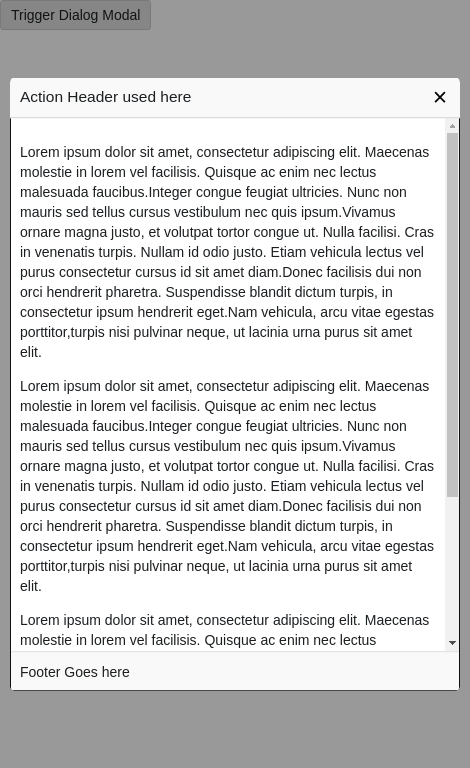 Trigger Dialog Modal
Action Header used here
Lorem ipsum dolor sit amet, consectetur adipiscing elit. Maecenas
molestie in lorem vel facilisis. Quisque ac enim nec lectus
malesuada faucibus.Integer congue feugiat ultricies. Nunc non
mauris sed tellus cursus vestibulum nec quis ipsum.Vivamus
ornare magna justo, et volutpat tortor congue ut. Nulla facilisi. Cras
in venenatis turpis. Nullam id odio justo. Etiam vehicula lectus vel
purus consectetur cursus id sit amet diam.Donec facilisis dui non
orci hendrerit pharetra. Suspendisse blandit dictum turpis, in
consectetur ipsum hendrerit eget.Nam vehicula, arcu vitae egestas
porttitor,turpis nisi pulvinar neque, ut lacinia urna purus sit amet
elit.
Lorem ipsum dolor sit amet, consectetur adipiscing elit. Maecenas
molestie in lorem vel facilisis. Quisque ac enim nec lectus
malesuada faucibus.Integer congue feugiat ultricies. Nunc non
mauris sed tellus cursus vestibulum nec quis ipsum.Vivamus
ornare magna justo, et volutpat tortor congue ut. Nulla facilisi. Cras
in venenatis turpis. Nullam id odio justo. Etiam vehicula lectus vel
purus consectetur cursus id sit amet diam.Donec facilisis dui non
orci hendrerit pharetra. Suspendisse blandit dictum turpis, in
consectetur ipsum hendrerit eget.Nam vehicula, arcu vitae egestas
porttitor,turpis nisi pulvinar neque, ut lacinia urna purus sit amet
elit.
Lorem ipsum dolor sit amet, consectetur adipiscing elit. Maecenas
molestie in lorem vel facilisis. Quisque ac enim nec lectus
Footer Goes here